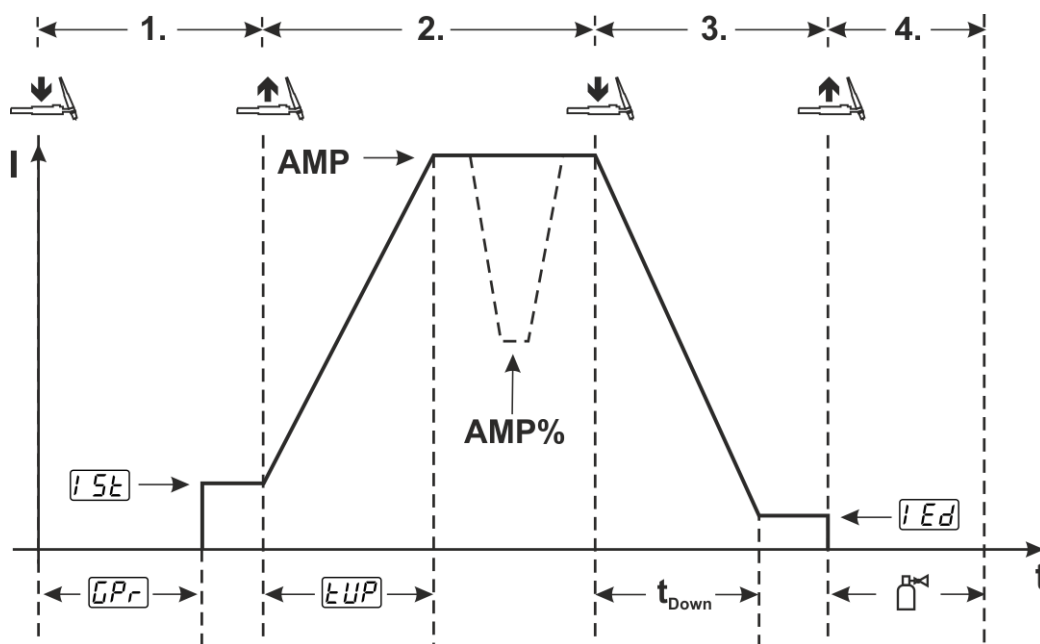 1. 2. 3. 4.
I
AMP
AMP%
I St
I Ed
t
GPr
tUP
tDown